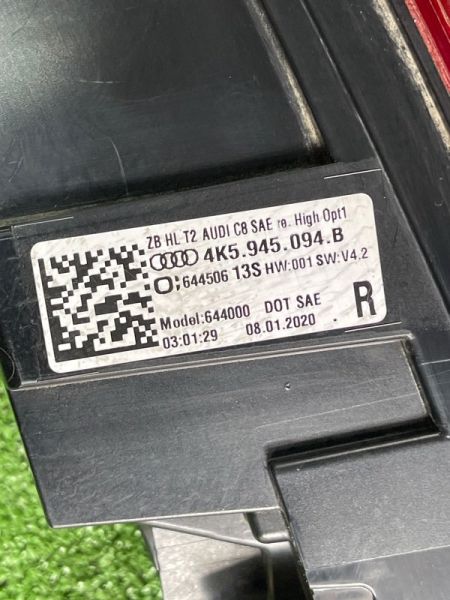 ZB HL T2 AUDI C8 SAE re. High Opt1
4K5.945.094.B
644506 13S HW:001 SW:V4.2
Model:644000 DOT SAE
03:01:29 08.01.2020
R